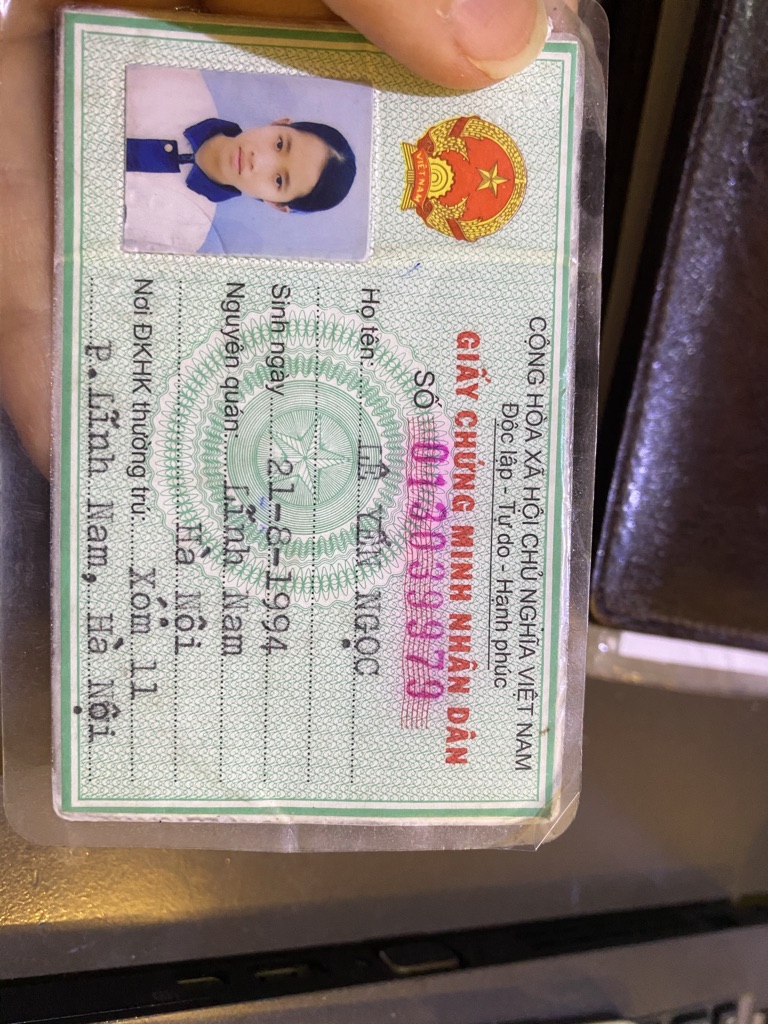 CỘNG HÒA XÃ HỘI CHỦ NGHĨA VIỆT NAM
Độc lập - Tự do - Hạnh phúc
GIẤY CHỨNG MINH NHÂN DÂN
SỐ 013039979
Họ tên: LÊ YẾN NGỌC
Sinh ngày 21-8-1994
Nguyên quán: Lĩnh Nam
Hà Nội
Nơi ĐKHK thường trú: Xóm 11
P.Lĩnh Nam, Hà Nội
VIỆT NAM